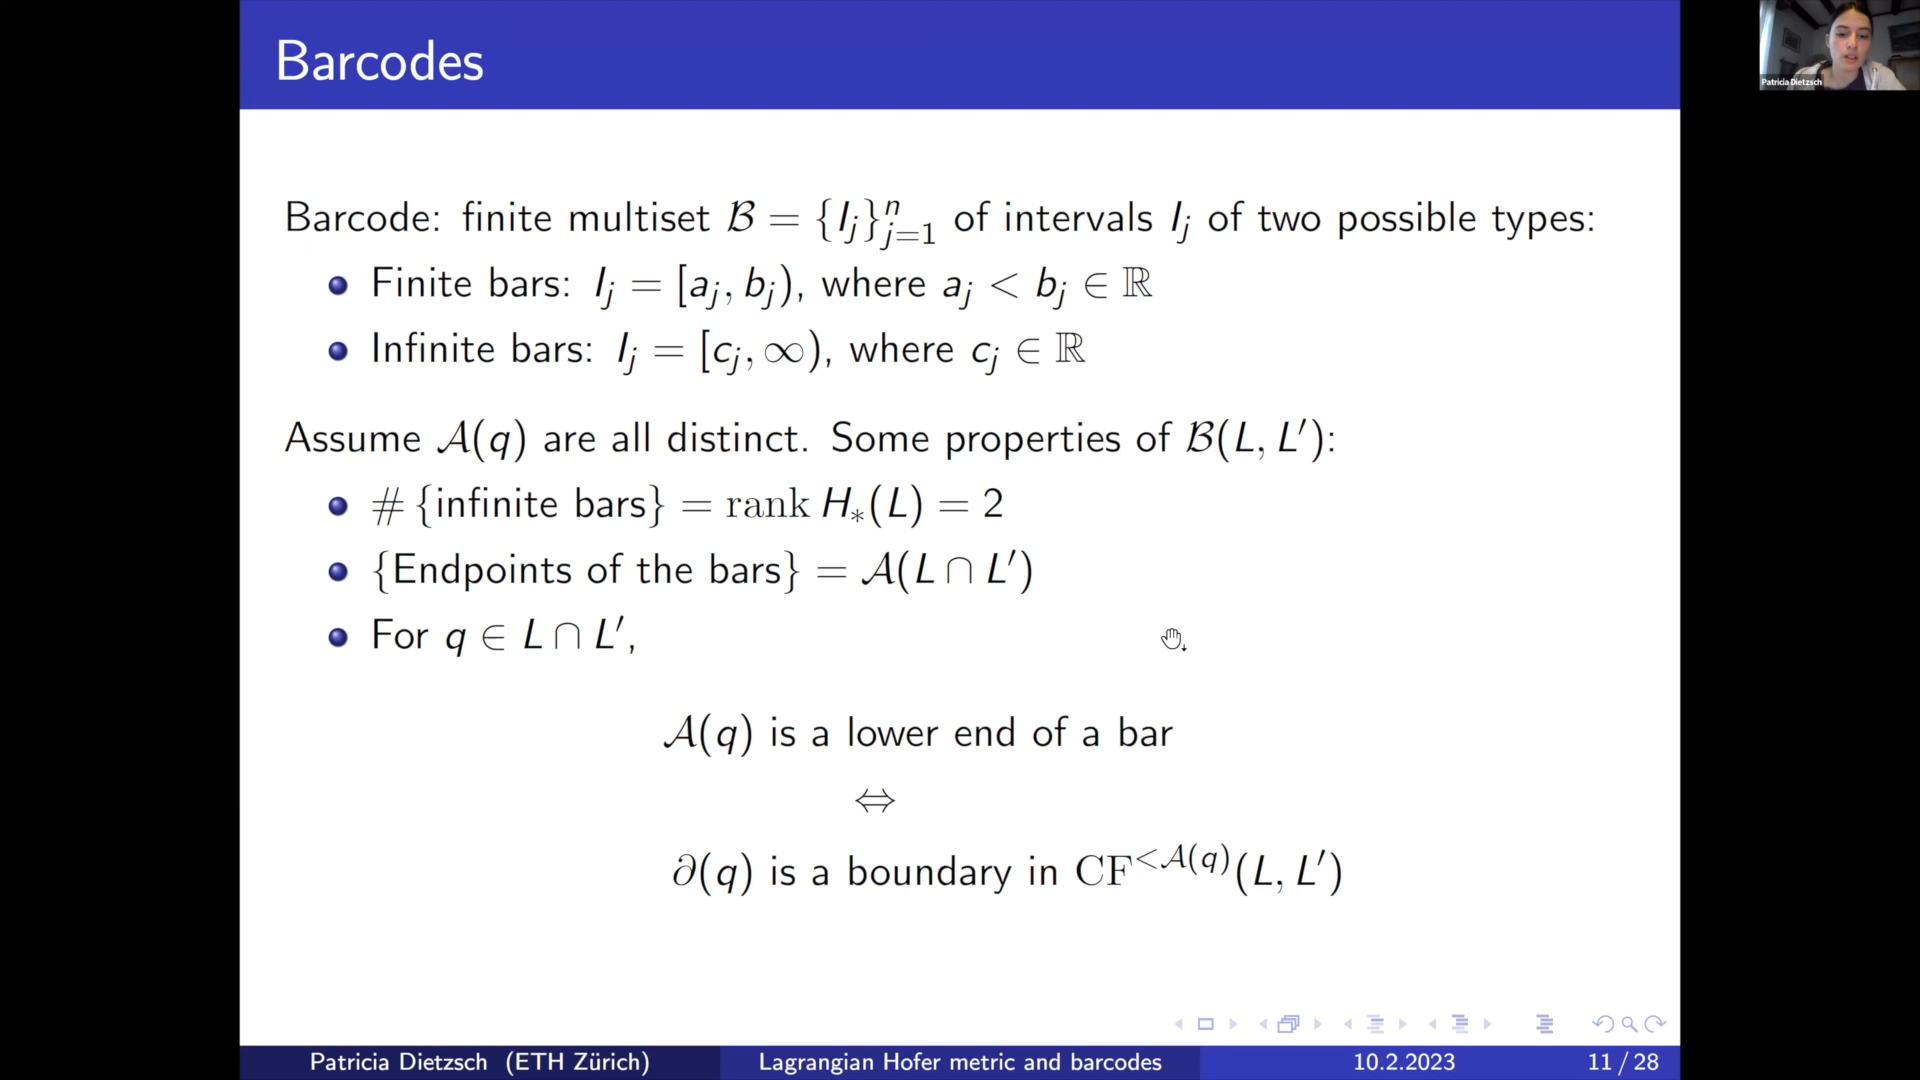 Barcodes
Patricia Dietzsch
Barcode: finite multiset ℬ = {I_j}_{j=1}^n of intervals I_j of two possible types:
Finite bars: I_j = [a_j, b_j), where a_j < b_j ∈ ℝ
Infinite bars: I_j = [c_j, ∞), where c_j ∈ ℝ
Assume 𝒜(q) are all distinct. Some properties of ℬ(L, L′):
# {infinite bars} = rank H_*(L) = 2
{Endpoints of the bars} = 𝒜(L ∩ L′)
For q ∈ L ∩ L′,
𝒜(q) is a lower end of a bar
⇔
∂(q) is a boundary in CF^{<𝒜(q)}(L, L′)
Patricia Dietzsch (ETH Zürich)
Lagrangian Hofer metric and barcodes
10.2.2023
11 / 28